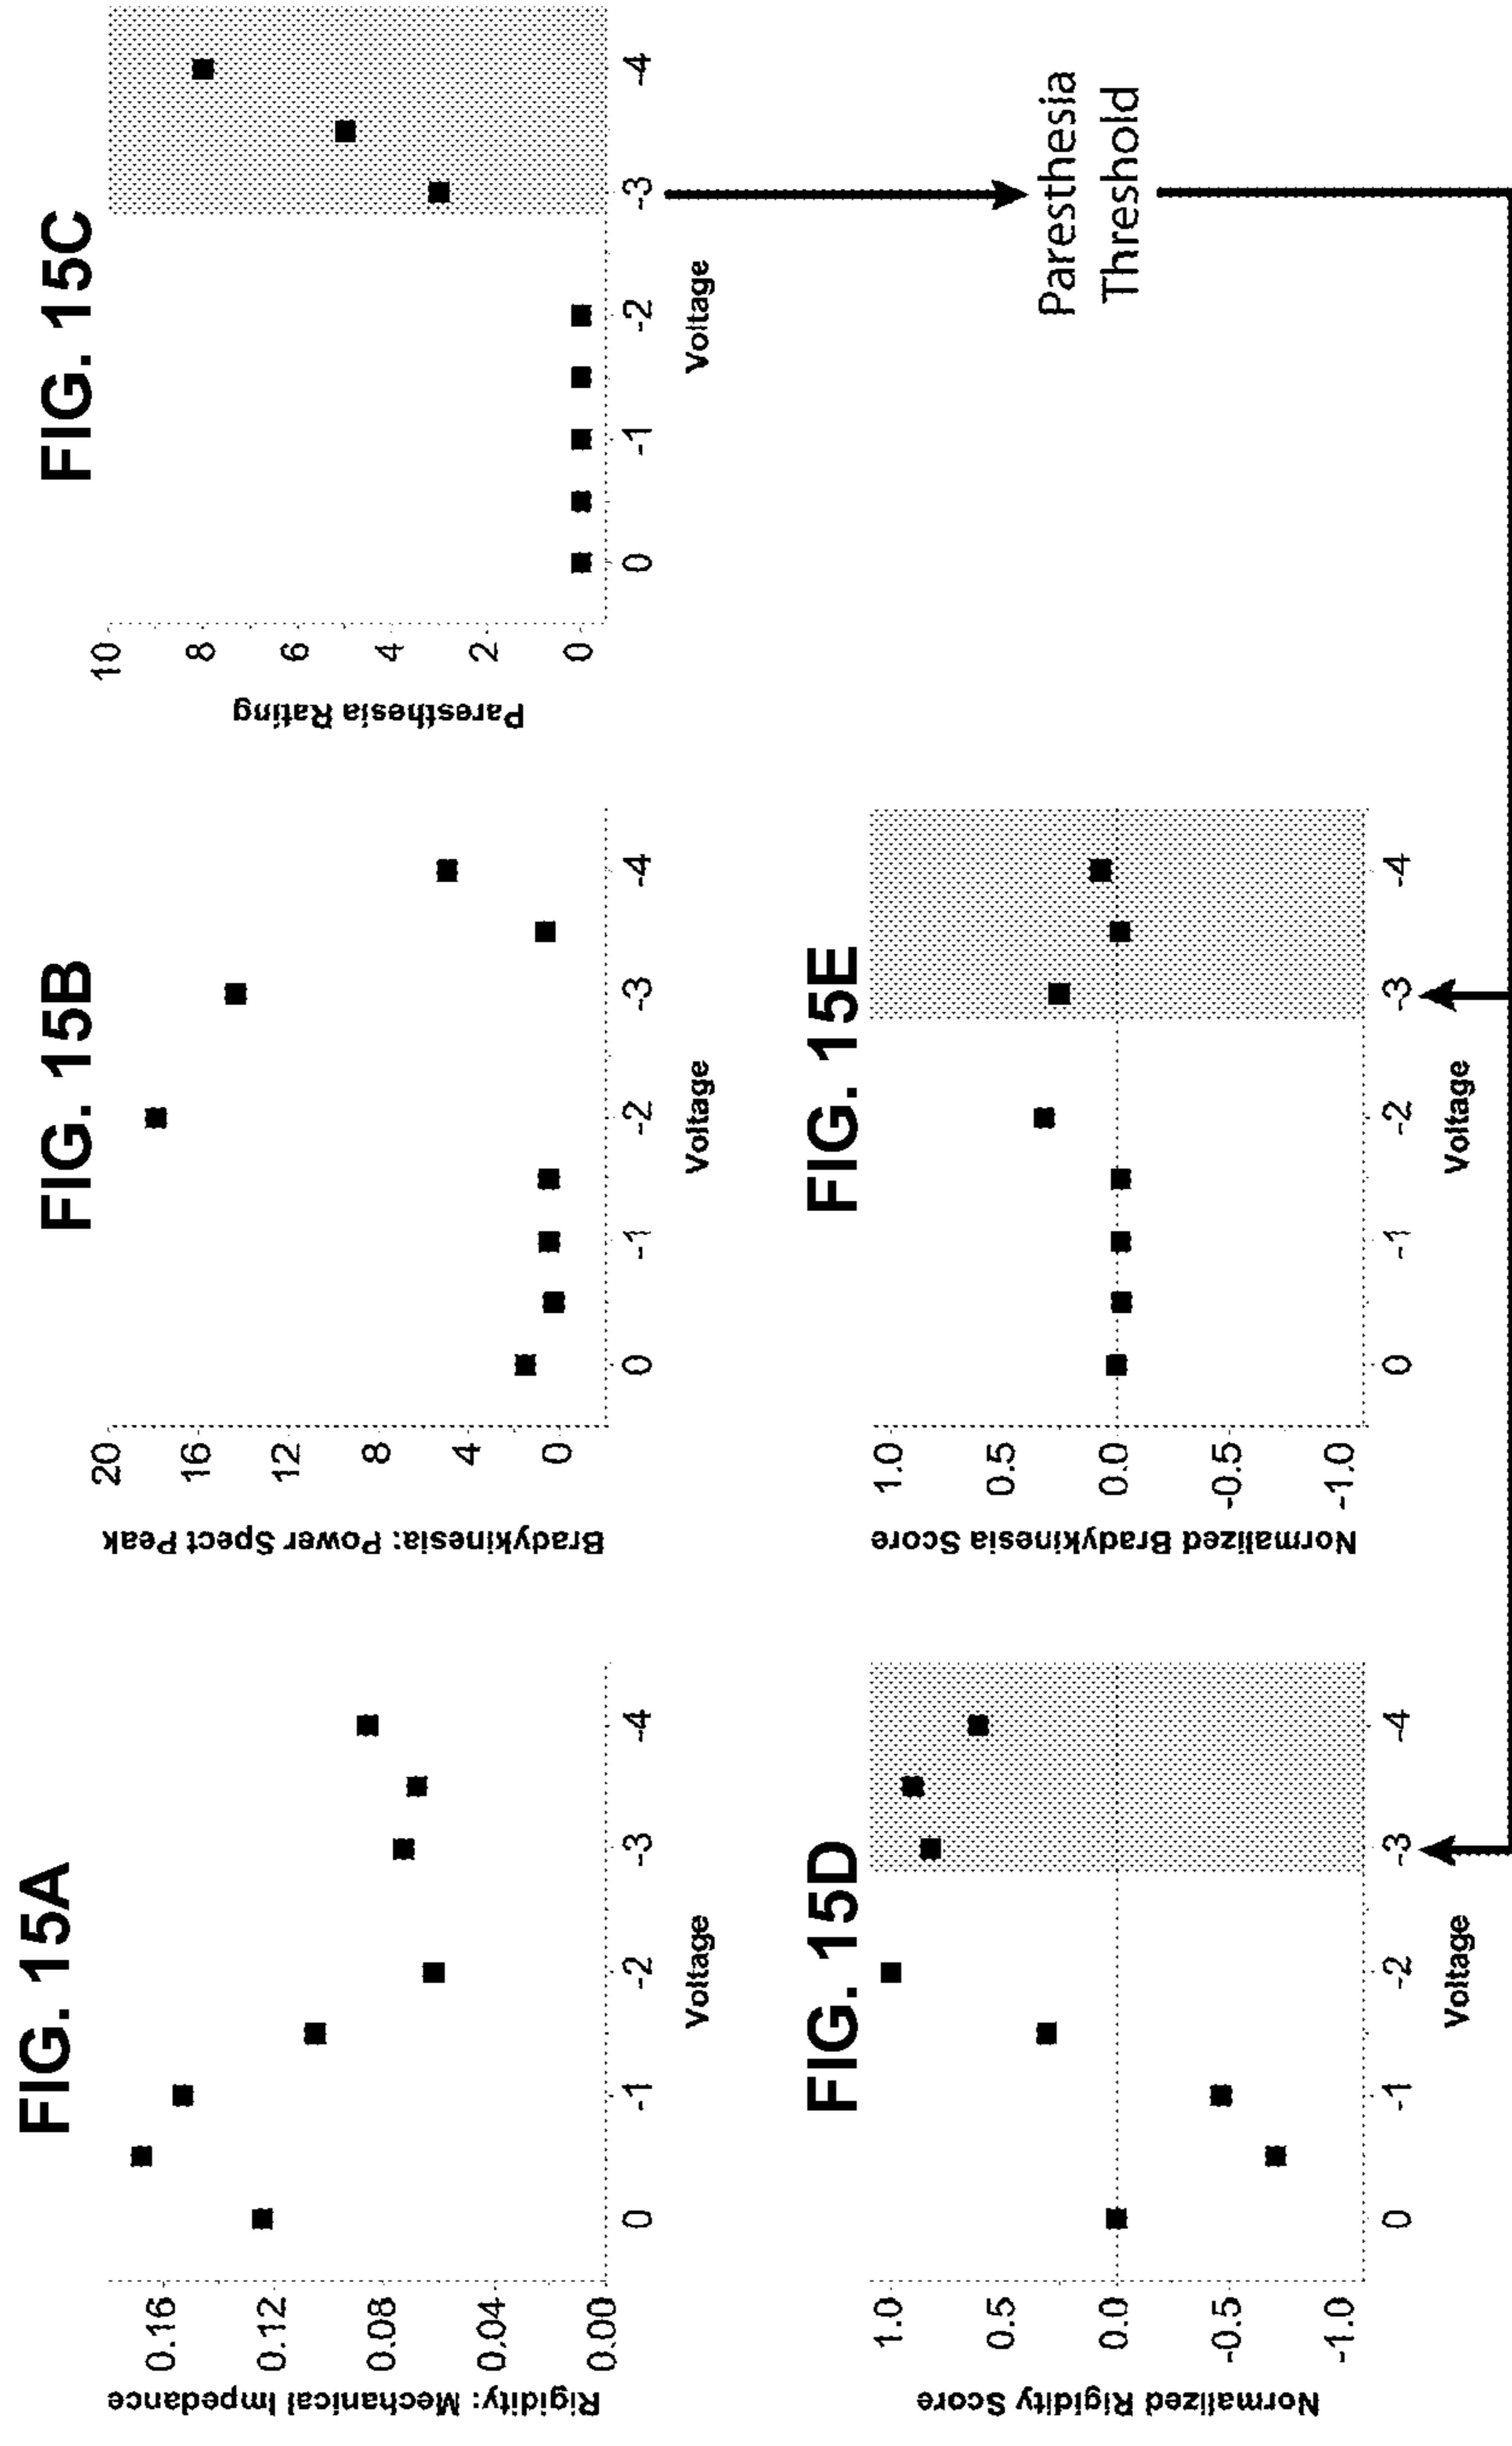 FIG. 15A
Rigidity: Mechanical Impedance
0.16
0.12
0.08
0.04
0.00
0 -1 -2 -3 -4
Voltage
FIG. 15B
Bradykinesia: Power Spect Peak
20
16
12
8
4
0
0 -1 -2 -3 -4
Voltage
FIG. 15C
Paresthesia Rating
10
8
6
4
2
0
0 -1 -2 -3 -4
Voltage
Paresthesia
Threshold
FIG. 15D
Normalized Rigidity Score
1.0
0.5
0.0
-0.5
-1.0
0 -1 -2 -3 -4
Voltage
FIG. 15E
Normalized Bradykinesia Score
1.0
0.5
0.0
-0.5
-1.0
0 -1 -2 -3 -4
Voltage